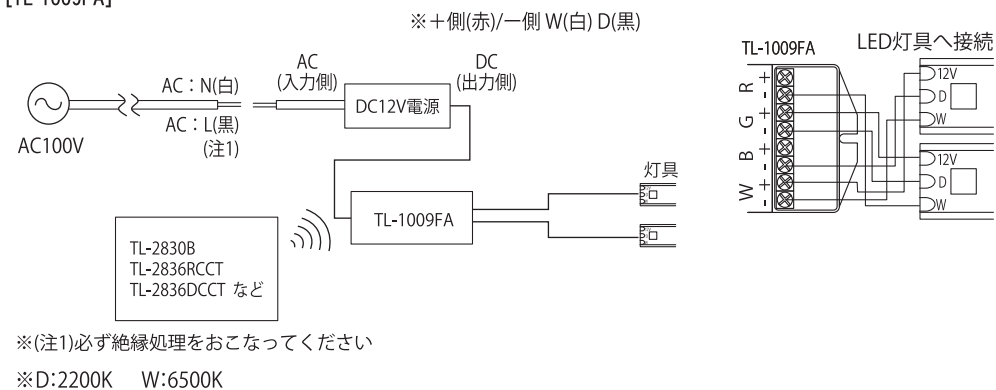 [TL-1009FA]
※＋側(赤)/－側 W(白) D(黒)
AC
(入力側)
DC
(出力側)
AC：N(白)
AC：L(黒)
(注1)
AC100V
DC12V電源
TL-1009FA
灯具
TL-2830B
TL-2836RCCT
TL-2836DCCT など
TL-1009FA
LED灯具へ接続
R + -
G + -
B + -
W + -
12V
D
W
12V
D
W
※(注1)必ず絶縁処理をおこなってください
※D:2200K W:6500K